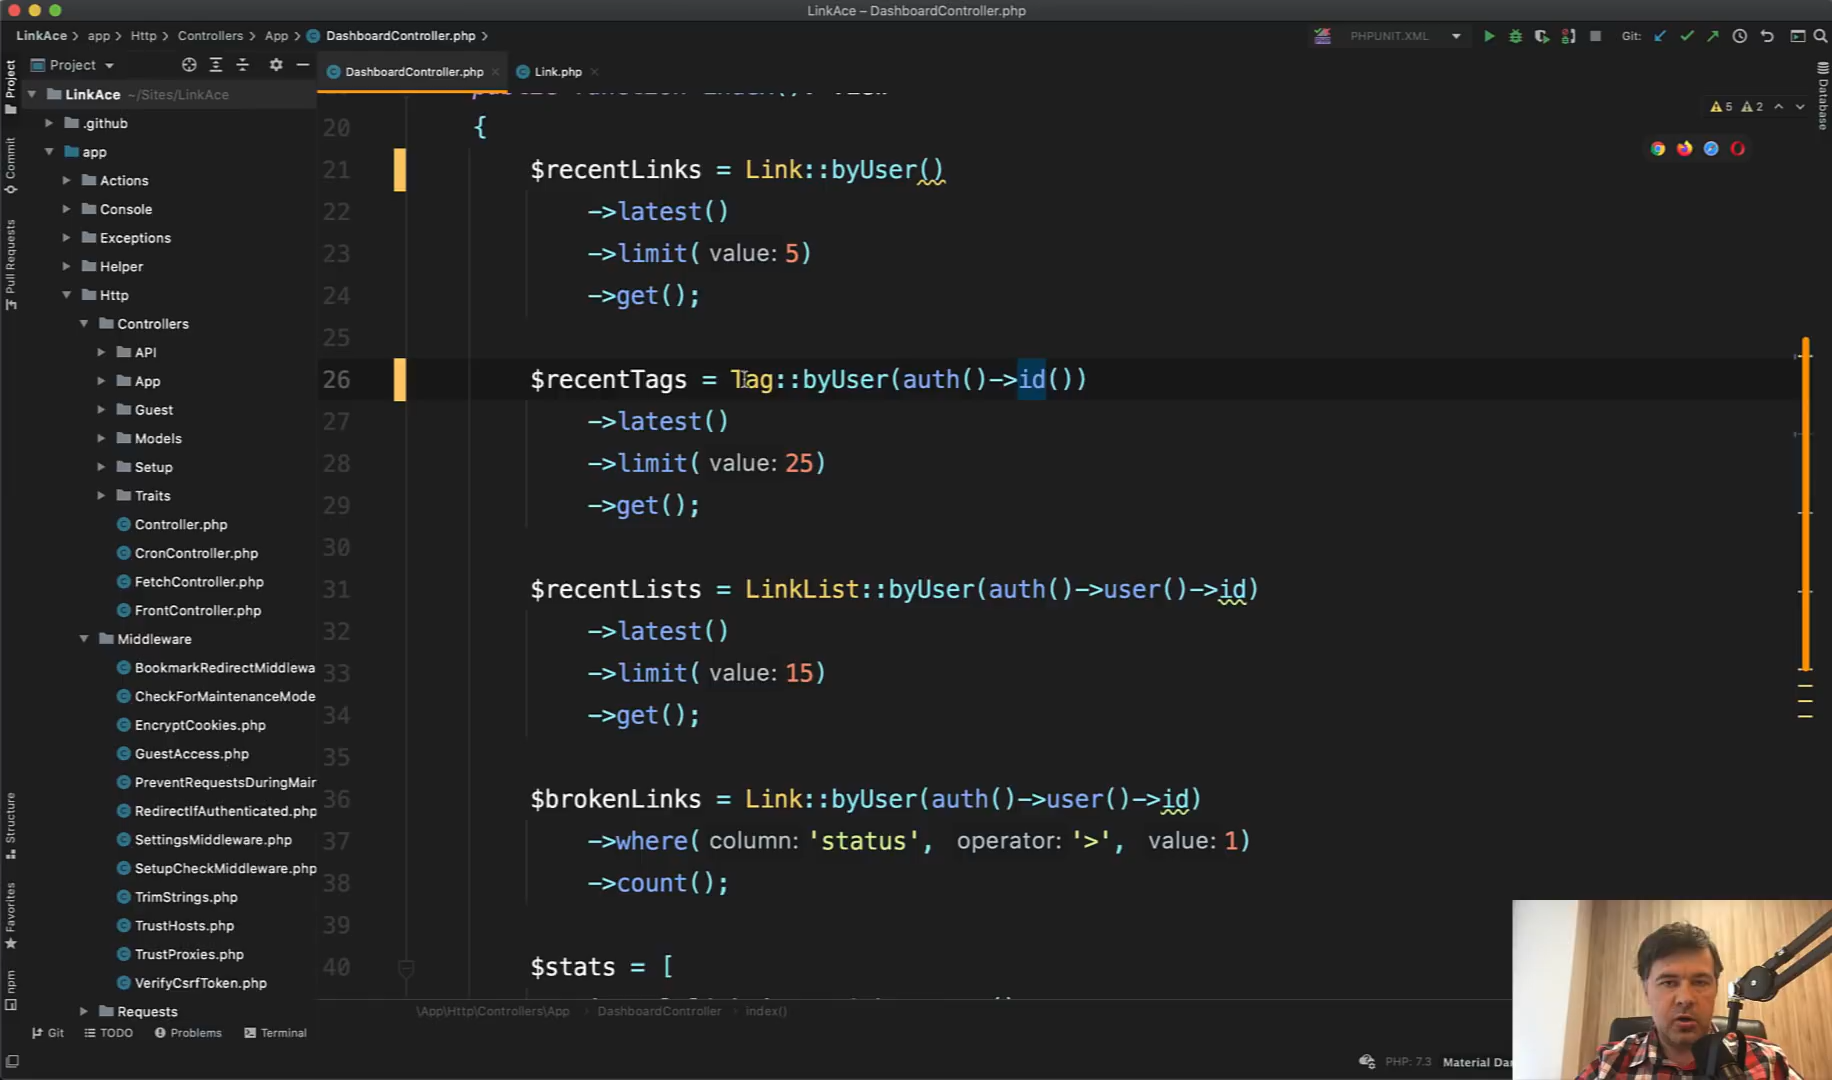 LinkAce – DashboardController.php
LinkAce > app > Http > Controllers > App > DashboardController.php >
PHPUNIT.XML
Git:
Project
DashboardController.php
Link.php
Project
Commit
Pull Requests
Structure
Favorites
npm
Database
LinkAce ~/Sites/LinkAce
.github
app
Actions
Console
Exceptions
Helper
Http
Controllers
API
App
Guest
Models
Setup
Traits
Controller.php
CronController.php
FetchController.php
FrontController.php
Middleware
BookmarkRedirectMiddlewa
CheckForMaintenanceMode
EncryptCookies.php
GuestAccess.php
PreventRequestsDuringMain
RedirectIfAuthenticated.php
SettingsMiddleware.php
SetupCheckMiddleware.php
TrimStrings.php
TrustHosts.php
TrustProxies.php
VerifyCsrfToken.php
Requests
5 2
20 {
21 $recentLinks = Link::byUser()
22 ->latest()
23 ->limit( value: 5)
24 ->get();
25
26 $recentTags = Tag::byUser(auth()->id())
27 ->latest()
28 ->limit( value: 25)
29 ->get();
30
31 $recentLists = LinkList::byUser(auth()->user()->id)
32 ->latest()
33 ->limit( value: 15)
34 ->get();
35
36 $brokenLinks = Link::byUser(auth()->user()->id)
37 ->where( column: 'status', operator: '>', value: 1)
38 ->count();
39
40 $stats = [
\App\Http\Controllers\App > DashboardController > index()
Git TODO Problems Terminal
PHP: 7.3 Material Da